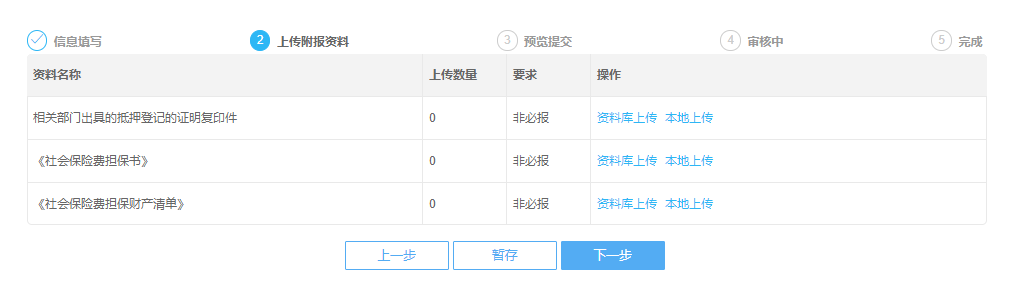 信息填写 2 上传附报资料 3 预览提交 4 审核中 5 完成
资料名称 上传数量 要求 操作
相关部门出具的抵押登记的证明复印件 0 非必报 资料库上传 本地上传
《社会保险费担保书》 0 非必报 资料库上传 本地上传
《社会保险费担保财产清单》 0 非必报 资料库上传 本地上传
上一步 暂存 下一步